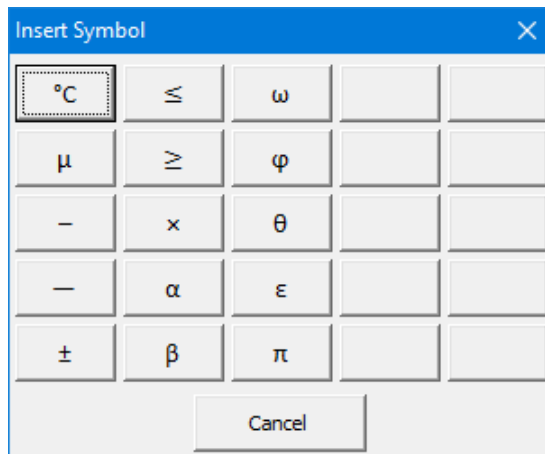 Insert Symbol
°C ≤ ω
μ ≥ φ
– × θ
— α ε
± β π
Cancel